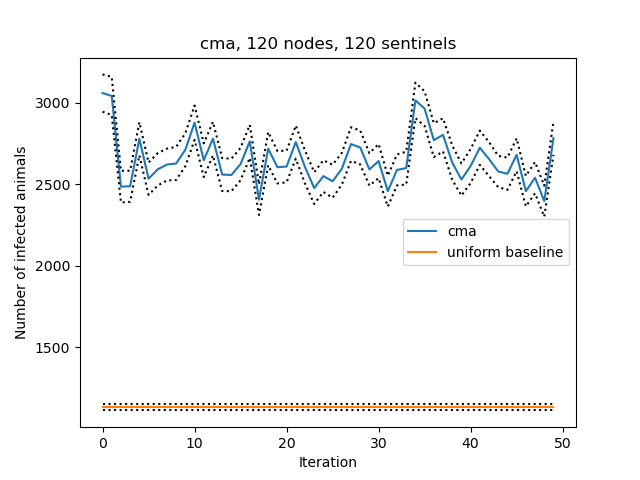 cma, 120 nodes, 120 sentinels
Number of infected animals
3000
2500
2000
1500
cma
uniform baseline
0 10 20 30 40 50
Iteration